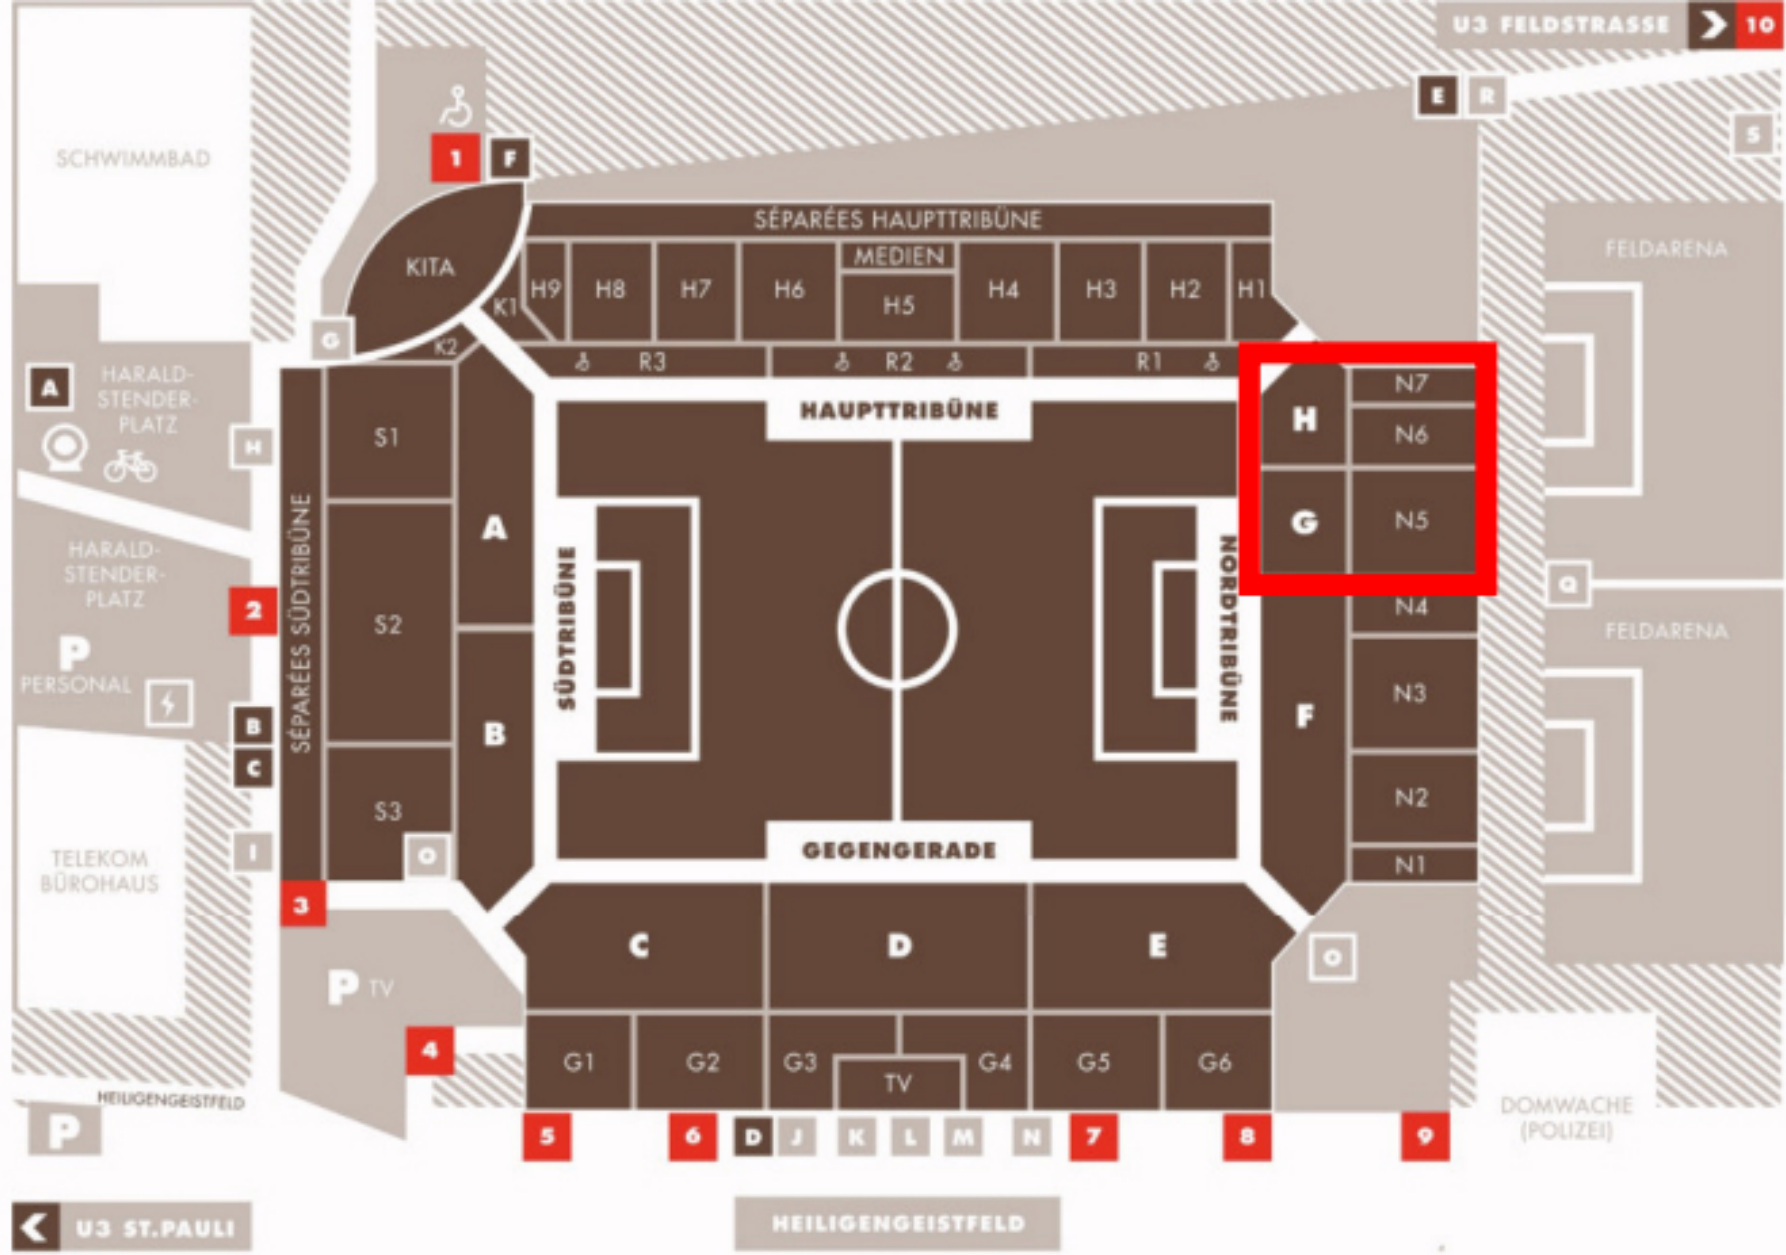 U3 FELDSTRASSE
10
E
R
S
SCHWIMMBAD
1
F
SÉPARÉES HAUPTTRIBÜNE
FELDARENA
KITA
MEDIEN
K1
H9
H8
H7
H6
H5
H4
H3
H2
H1
G
K2
R3
R2
R1
A
HARALD-
STENDER-
PLATZ
H
S1
A
HAUPTTRIBÜNE
H
N7
N6
G
N5
SÉPARÉES SÜDTRIBÜNE
SÜDTRIBÜNE
NORDTRIBÜNE
HARALD-
STENDER-
PLATZ
2
S2
N4
Q
FELDARENA
P
PERSONAL
B
C
B
F
N3
N2
S3
I
O
TELEKOM
BÜROHAUS
GEGENGERADE
N1
3
C
D
E
O
P TV
4
G1
G2
G3
TV
G4
G5
G6
HEILIGENGEISTFELD
P
DOMWACHE
(POLIZEI)
5
6
D
J
K
L
M
N
7
8
9
U3 ST.PAULI
HEILIGENGEISTFELD